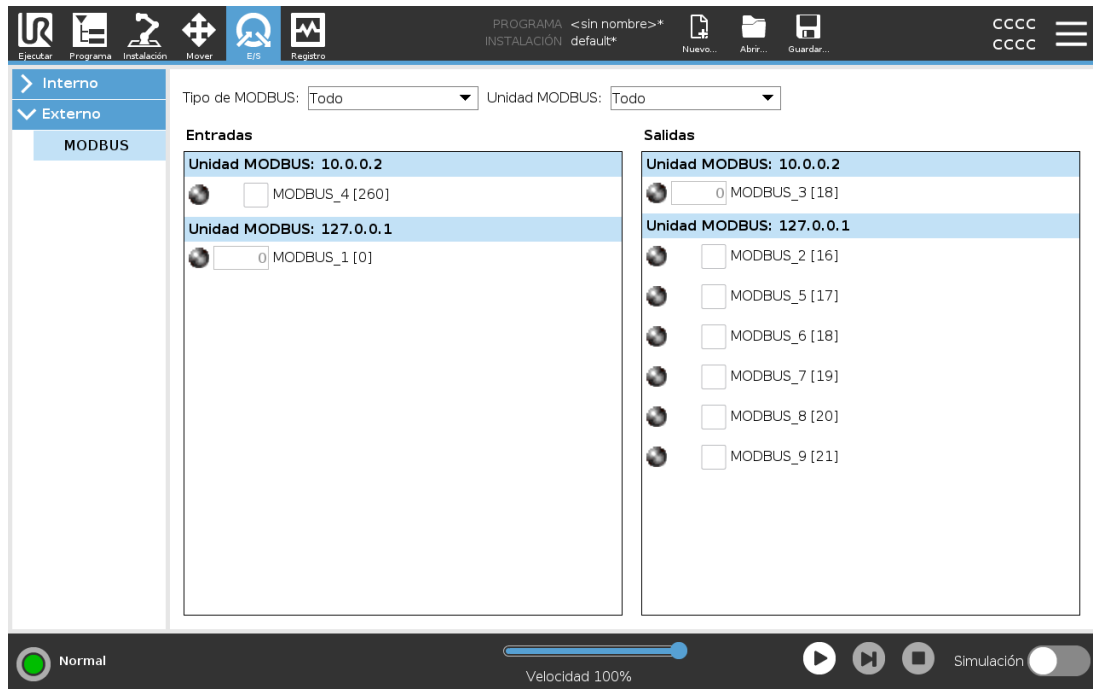 UR
Ejecutar Programa Instalación Mover E/S Registro
PROGRAMA <sin nombre>*
INSTALACIÓN default*
Nuevo... Abrir... Guardar...
CCCC
CCCC
Interno
Externo
MODBUS
Tipo de MODBUS: Todo Unidad MODBUS: Todo
Entradas
Unidad MODBUS: 10.0.0.2
MODBUS_4 [260]
Unidad MODBUS: 127.0.0.1
0 MODBUS_1 [0]
Salidas
Unidad MODBUS: 10.0.0.2
0 MODBUS_3 [18]
Unidad MODBUS: 127.0.0.1
MODBUS_2 [16]
MODBUS_5 [17]
MODBUS_6 [18]
MODBUS_7 [19]
MODBUS_8 [20]
MODBUS_9 [21]
Normal
Velocidad 100%
Simulación